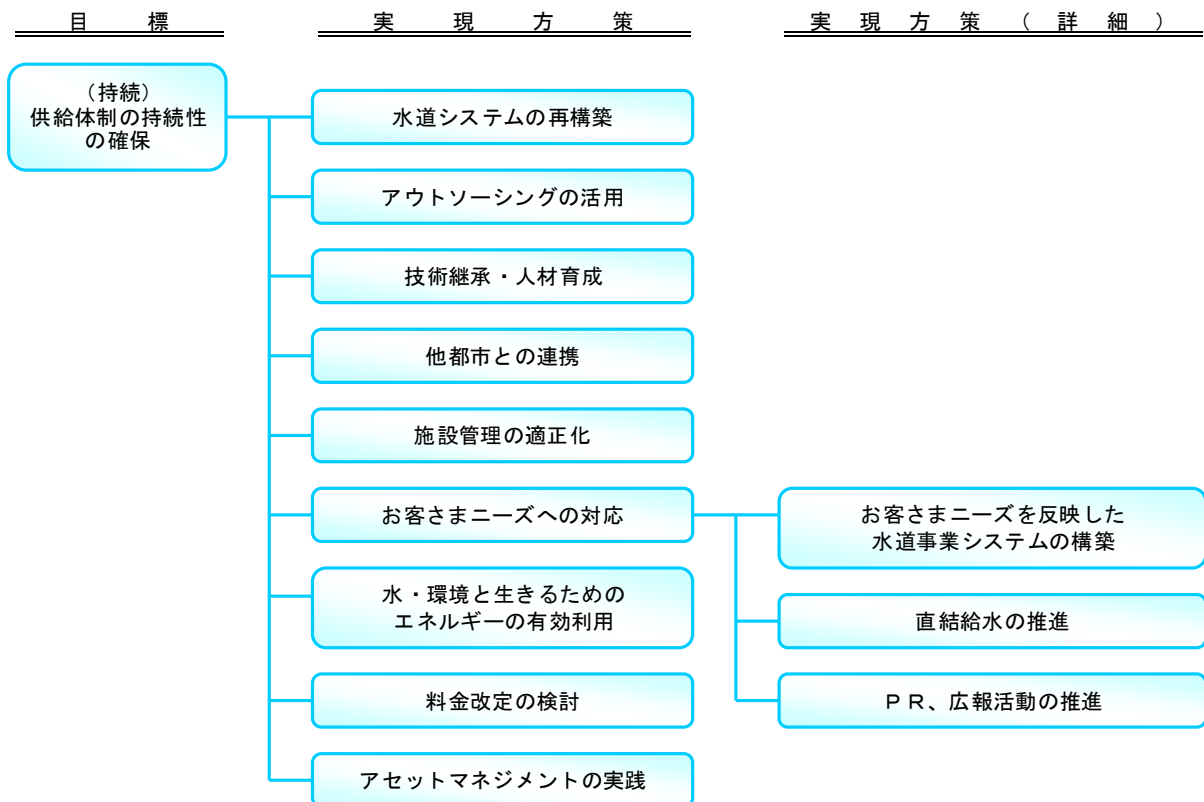 目標
実現方策
実現方策(詳細)
(持続)
供給体制の持続性
の確保
水道システムの再構築
アウトソーシングの活用
技術継承・人材育成
他都市との連携
施設管理の適正化
お客さまニーズへの対応
お客さまニーズを反映した
水道事業システムの構築
水・環境と生きるための
エネルギーの有効利用
直結給水の推進
料金改定の検討
PR、広報活動の推進
アセットマネジメントの実践